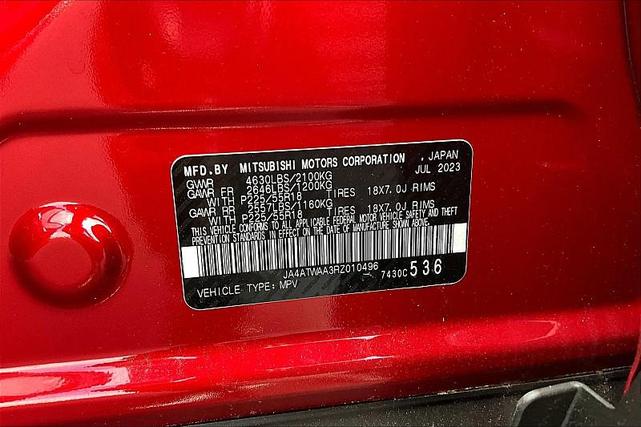 MFD.BY MITSUBISHI MOTORS CORPORATION , JAPAN
JUL 2023
GVWR 4630LBS/2100KG
GAWR FR 2646LBS/1200KG
WITH P225/55R18 TIRES 18X7.0J RIMS
GAWR RR 2557LBS/1160KG
WITH P225/55R18 TIRES 18X7.0J RIMS
THIS VEHICLE CONFORMS TO ALL APPLICABLE FEDERAL MOTOR VEHICLE SAFETY AND THEFT
PREVENTION STANDARDS IN EFFECT ON THE DATE OF MANUFACTURE SHOWN ABOVE.
JA4ATWAA3RZ010496 7430C536
VEHICLE TYPE: MPV